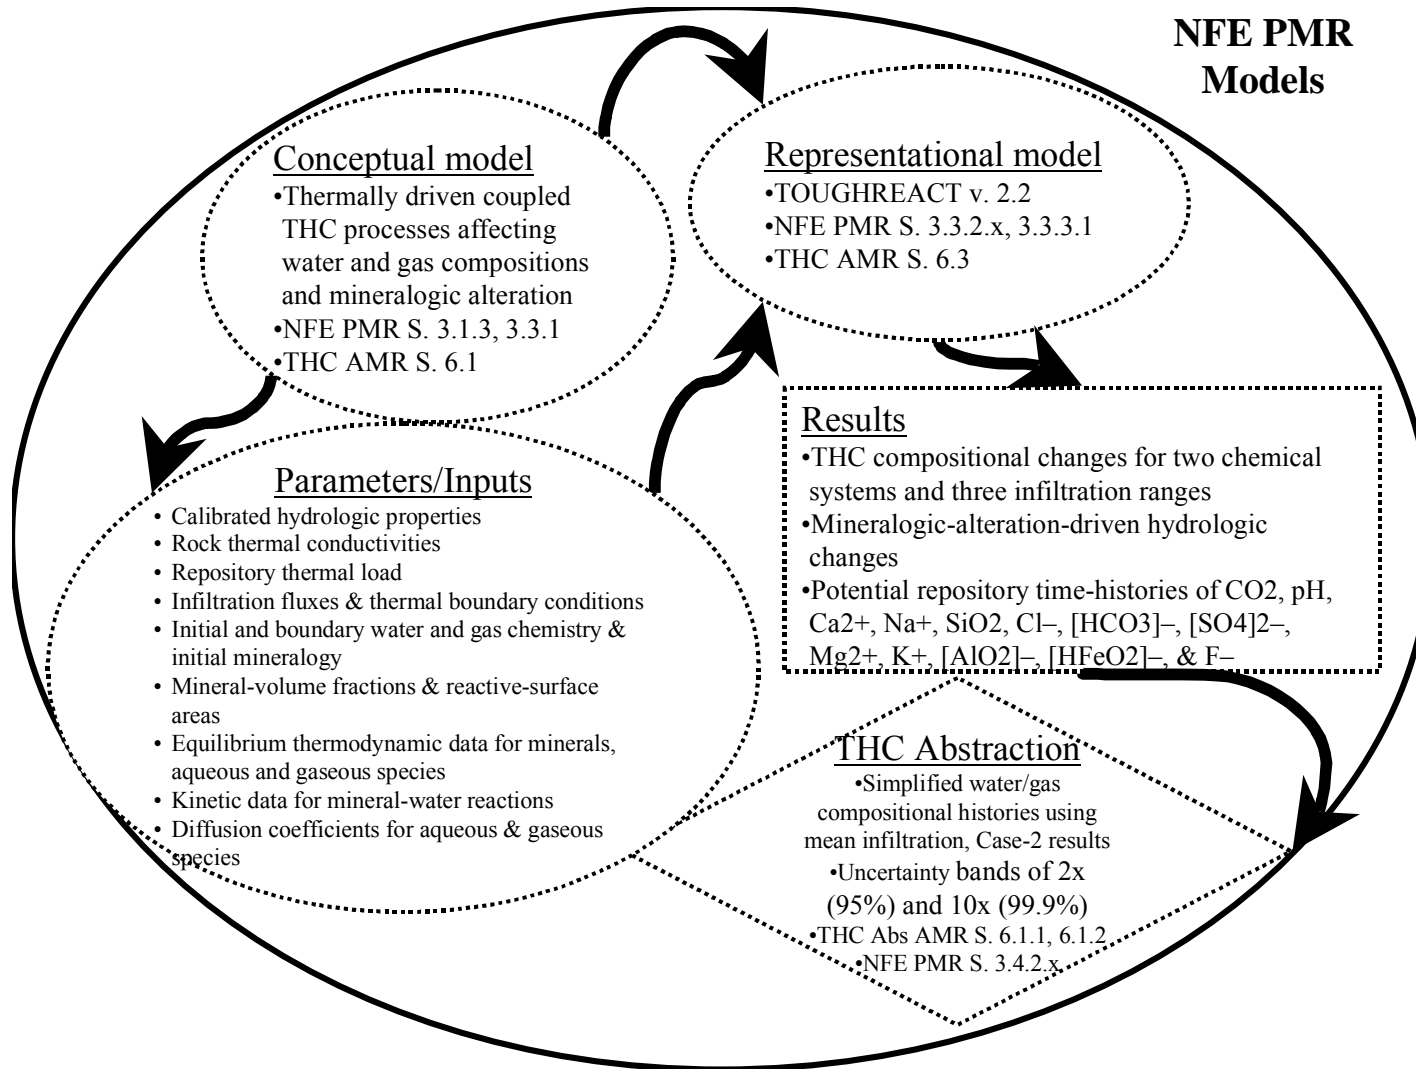 NFE PMR
Models
Conceptual model
•Thermally driven coupled
THC processes affecting
water and gas compositions
and mineralogic alteration
•NFE PMR S. 3.1.3, 3.3.1
•THC AMR S. 6.1
Representational model
•TOUGHREACT v. 2.2
•NFE PMR S. 3.3.2.x, 3.3.3.1
•THC AMR S. 6.3
Parameters/Inputs
• Calibrated hydrologic properties
• Rock thermal conductivities
• Repository thermal load
• Infiltration fluxes & thermal boundary conditions
• Initial and boundary water and gas chemistry &
initial mineralogy
• Mineral-volume fractions & reactive-surface
areas
• Equilibrium thermodynamic data for minerals,
aqueous and gaseous species
• Kinetic data for mineral-water reactions
• Diffusion coefficients for aqueous & gaseous
species
Results
•THC compositional changes for two chemical
systems and three infiltration ranges
•Mineralogic-alteration-driven hydrologic
changes
•Potential repository time-histories of CO2, pH,
Ca2+, Na+, SiO2, Cl–, [HCO3]–, [SO4]2–,
Mg2+, K+, [AlO2]–, [HFeO2]–, & F–
THC Abstraction
•Simplified water/gas
compositional histories using
mean infiltration, Case-2 results
•Uncertainty bands of 2x
(95%) and 10x (99.9%)
•THC Abs AMR S. 6.1.1, 6.1.2
•NFE PMR S. 3.4.2.x